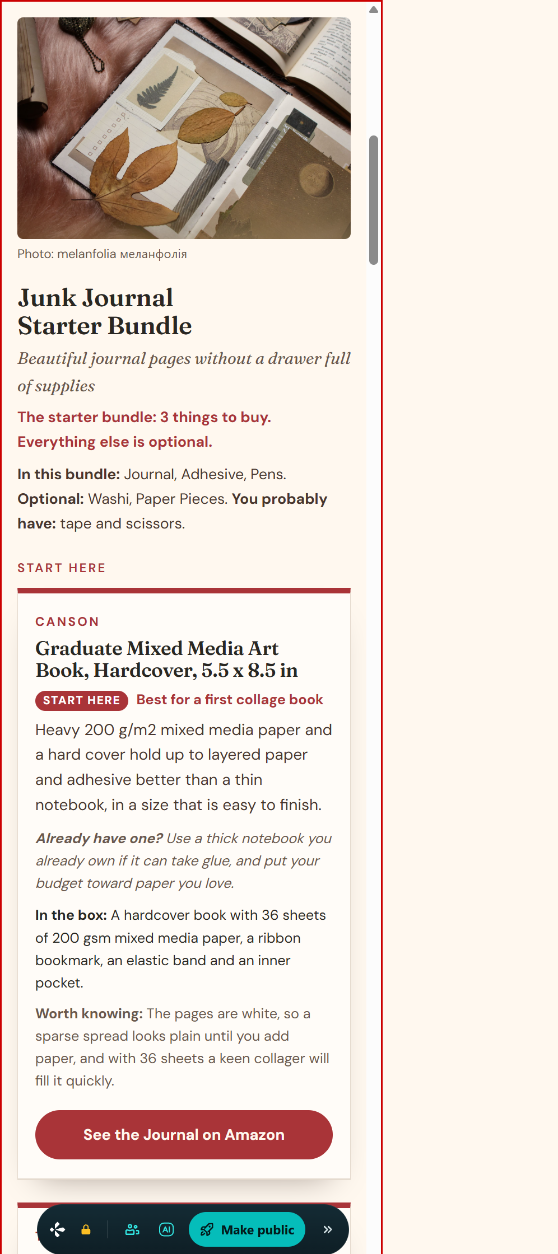 Photo: melanfolia меланфолія
Junk Journal
Starter Bundle
Beautiful journal pages without a drawer full
of supplies
The starter bundle: 3 things to buy.
Everything else is optional.
In this bundle: Journal, Adhesive, Pens.
Optional: Washi, Paper Pieces. You probably
have: tape and scissors.
START HERE
CANSON
Graduate Mixed Media Art
Book, Hardcover, 5.5 x 8.5 in
START HERE Best for a first collage book
Heavy 200 g/m2 mixed media paper and
a hard cover hold up to layered paper
and adhesive better than a thin
notebook, in a size that is easy to finish.
Already have one? Use a thick notebook you
already own if it can take glue, and put your
budget toward paper you love.
In the box: A hardcover book with 36 sheets
of 200 gsm mixed media paper, a ribbon
bookmark, an elastic band and an inner
pocket.
Worth knowing: The pages are white, so a
sparse spread looks plain until you add
paper, and with 36 sheets a keen collager will
fill it quickly.
See the Journal on Amazon
AI Make public